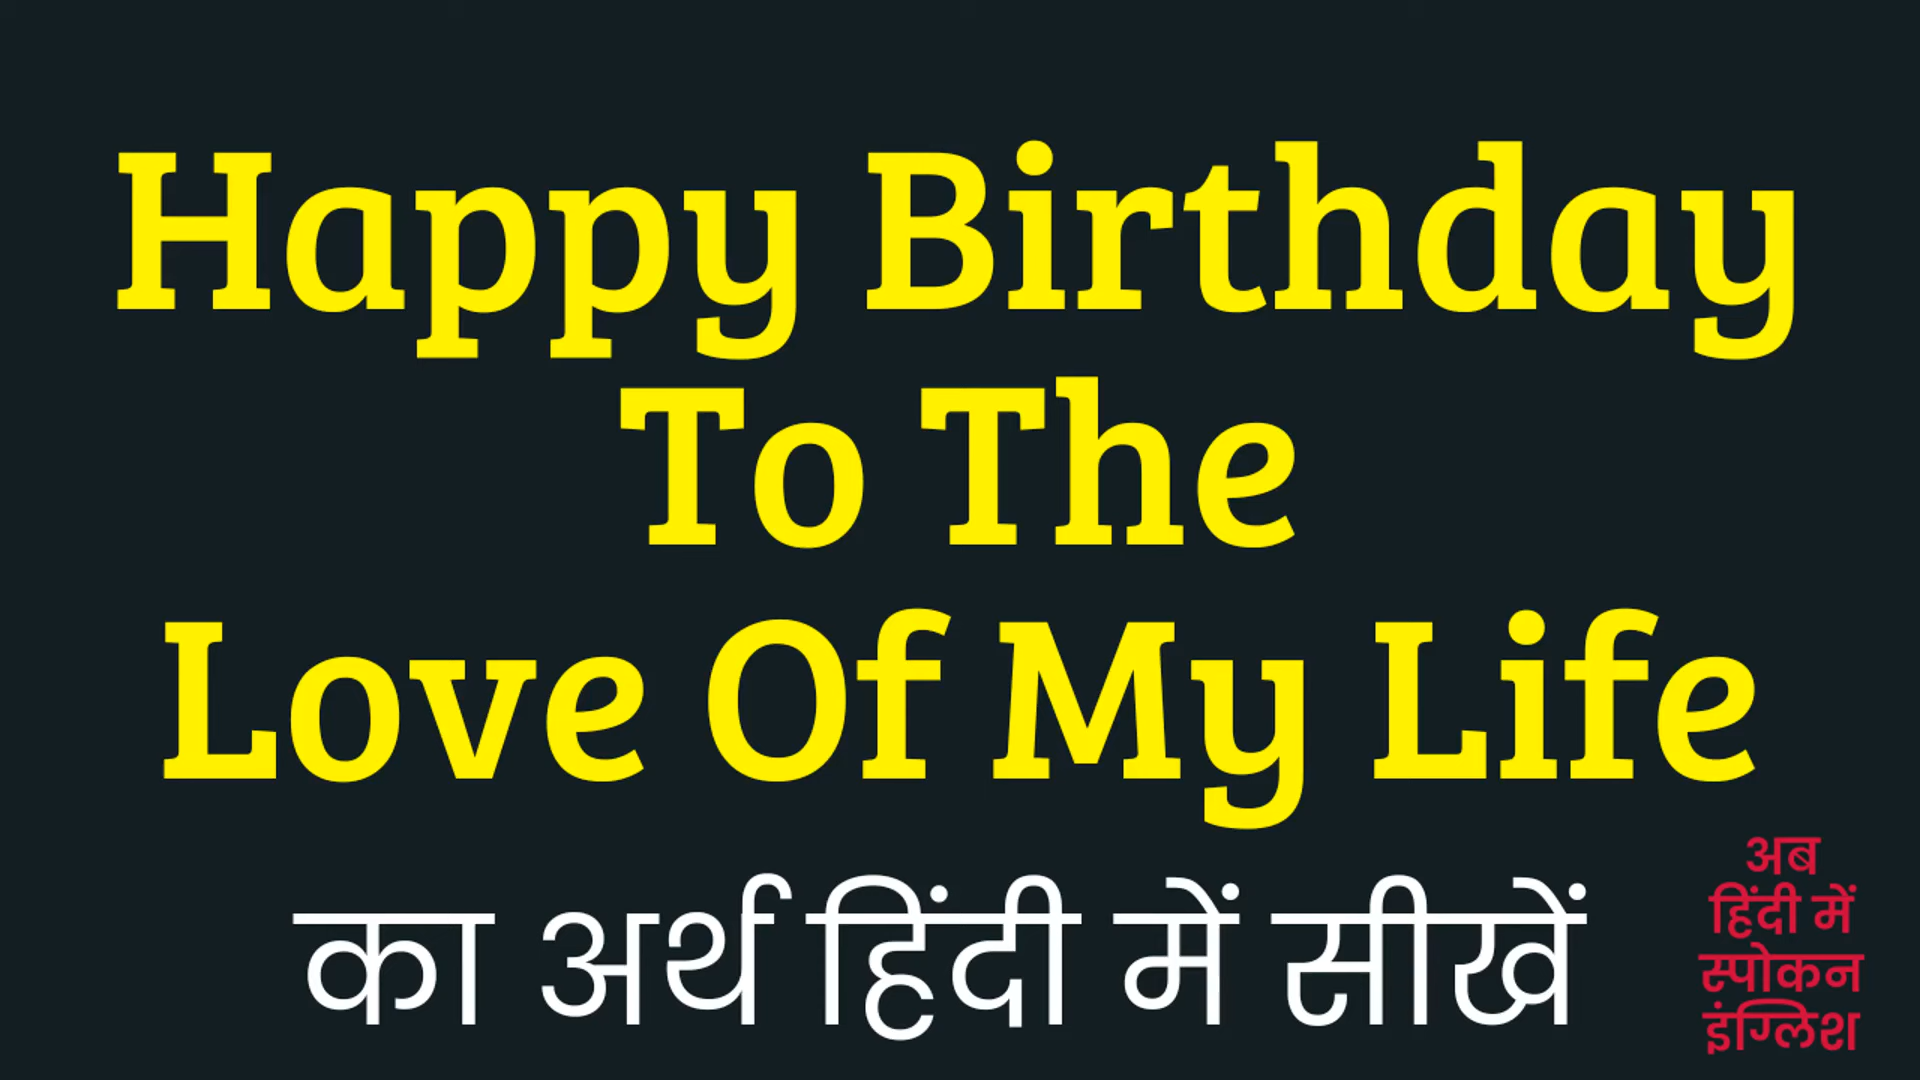 Happy Birthday
To The
Love Of My Life
का अर्थ हिंदी में सीखें
अब
हिंदी में
स्पोकन
इंग्लिश